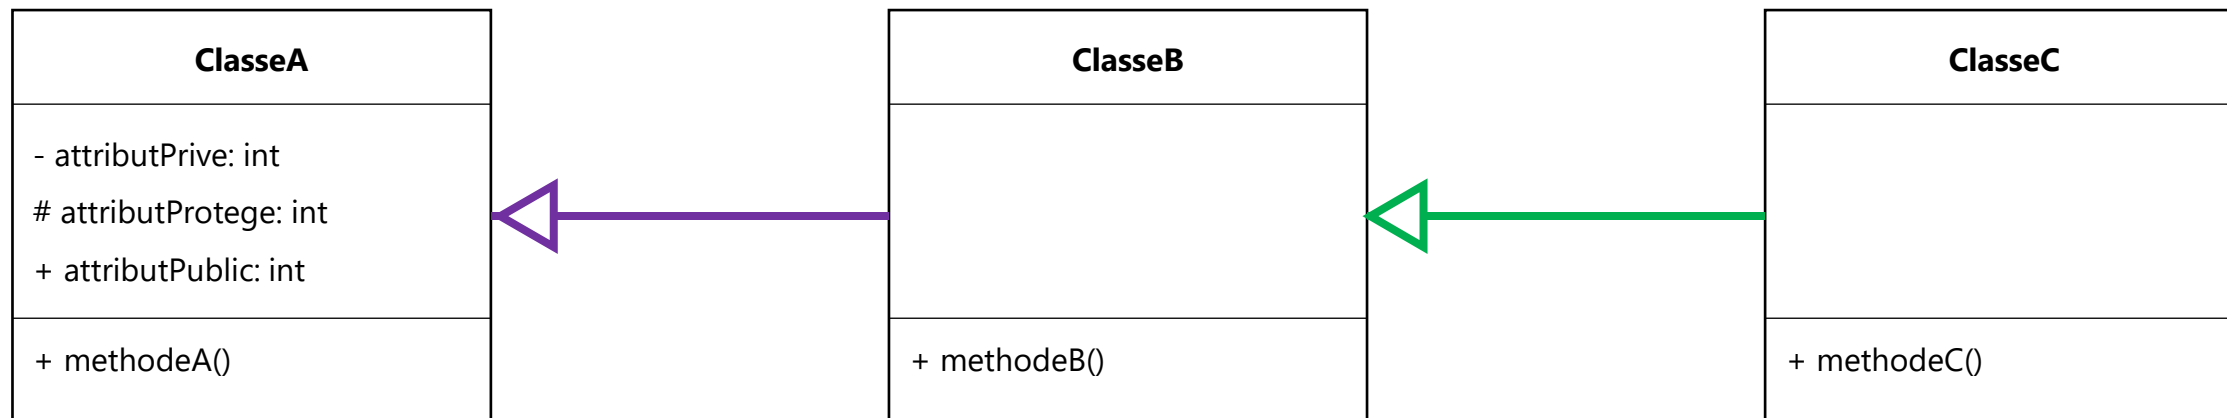 ClasseA
- attributPrive: int
# attributProtege: int
+ attributPublic: int
+ methodeA()
ClasseB
+ methodeB()
ClasseC
+ methodeC()